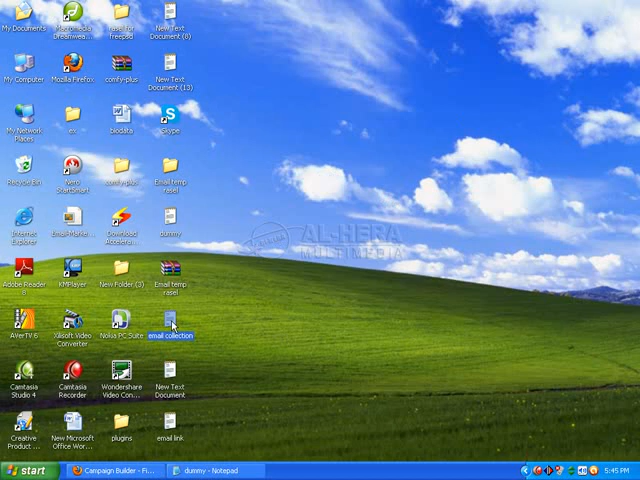 My Documents
Macromedia
Dreamwea...
rasel for
freepsd
New Text
Document (8)
My Computer
Mozilla Firefox
comfy-plus
New Text
Document (13)
My Network
Places
ex
biodata
Skype
Recycle Bin
Nero
StartSmart
comfy-plus
Email temp
rasel
Internet
Explorer
Email-Marke...
Download
Accelera...
dummy
AL-HERA
MULTIMEDIA
Adobe Reader
8
KMPlayer
New Folder (3)
Email temp
rasel
AVerTV 6
Xilisoft Video
Converter
Nokia PC Suite
email collection
Camtasia
Studio 4
Camtasia
Recorder
Wondershare
Video Con...
New Text
Document
Creative
Product ...
New Microsoft
Office Wor...
plugins
email link
start
Campaign Builder - Fi...
dummy - Notepad
5:45 PM